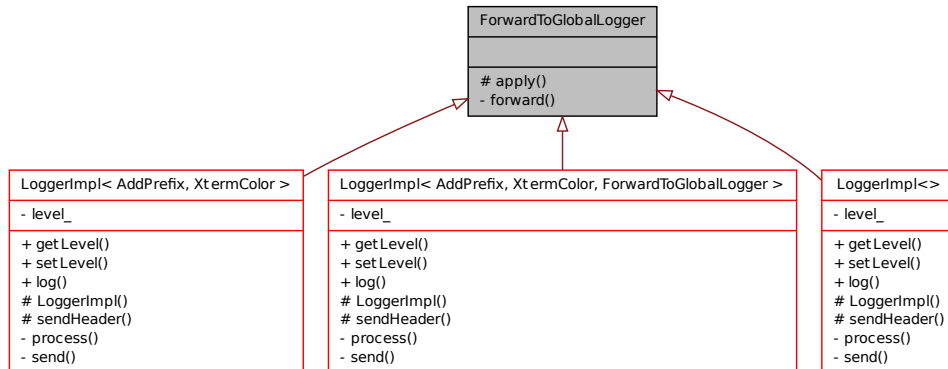 ForwardToGlobalLogger
# apply()
- forward()
LoggerImpl< AddPrefix, XtermColor >
- level_
+ getLevel()
+ setLevel()
+ log()
# LoggerImpl()
# sendHeader()
- process()
- send()
LoggerImpl< AddPrefix, XtermColor, ForwardToGlobalLogger >
- level_
+ getLevel()
+ setLevel()
+ log()
# LoggerImpl()
# sendHeader()
- process()
- send()
LoggerImpl<>
- level_
+ getLevel()
+ setLevel()
+ log()
# LoggerImpl()
# sendHeader()
- process()
- send()